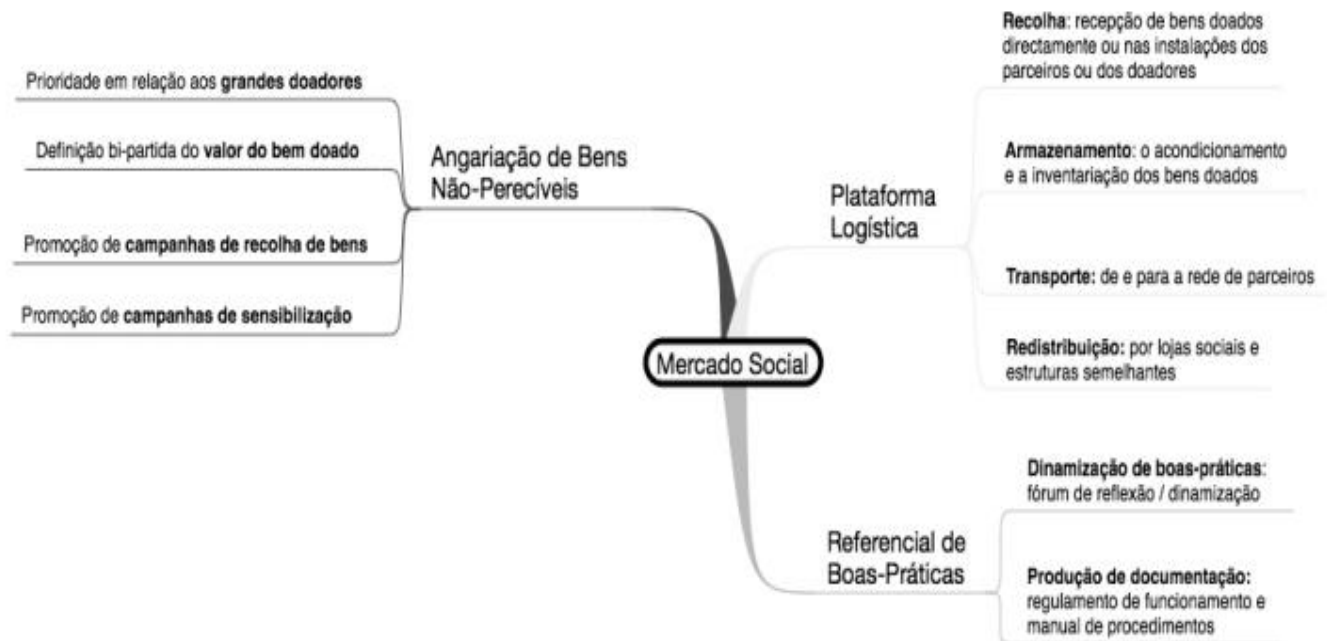 Prioridade em relação aos grandes doadores
Definição bi-partida do valor do bem doado
Promoção de campanhas de recolha de bens
Promoção de campanhas de sensibilização
Angariação de Bens
Não-Perecíveis
Mercado Social
Plataforma
Logística
Recolha: recepção de bens doados
directamente ou nas instalações dos
parceiros ou dos doadores
Armazenamento: o acondicionamento
e a inventariação dos bens doados
Transporte: de e para a rede de parceiros
Redistribuição: por lojas sociais e
estruturas semelhantes
Referencial de
Boas-Práticas
Dinamização de boas-práticas:
fórum de reflexão / dinamização
Produção de documentação:
regulamento de funcionamento e
manual de procedimentos